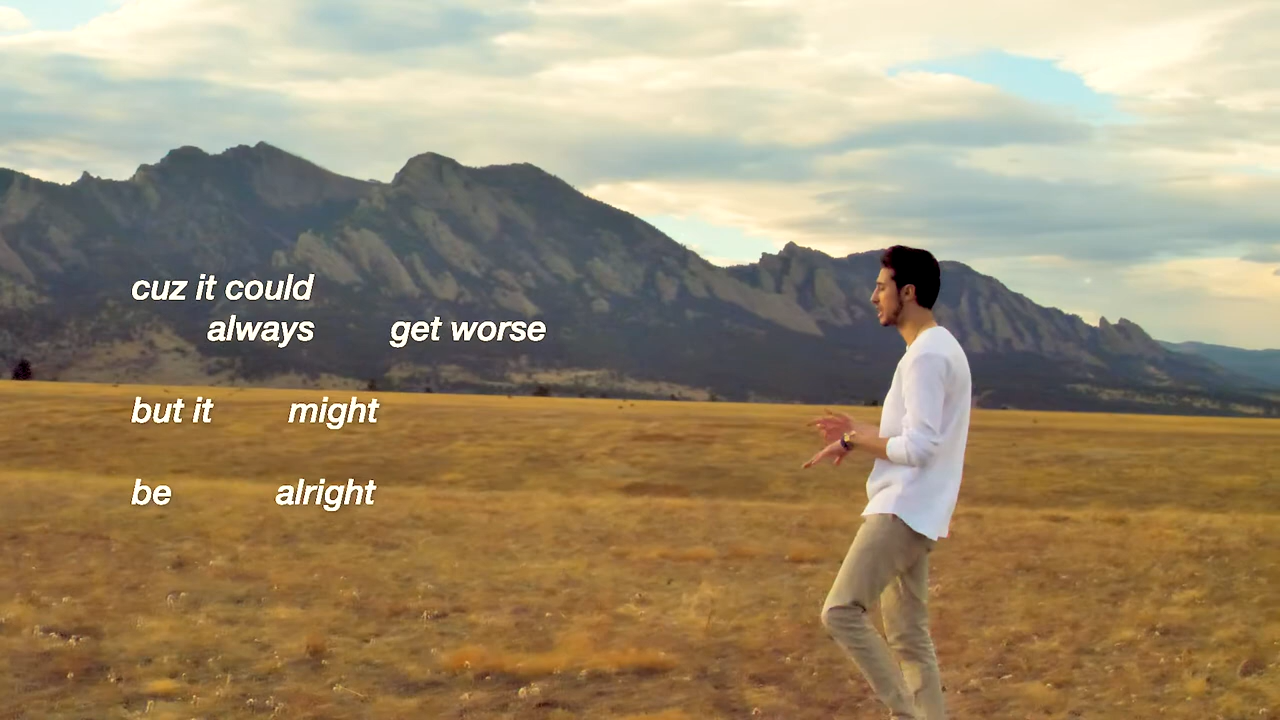 cuz it could
always get worse
but it might
be alright